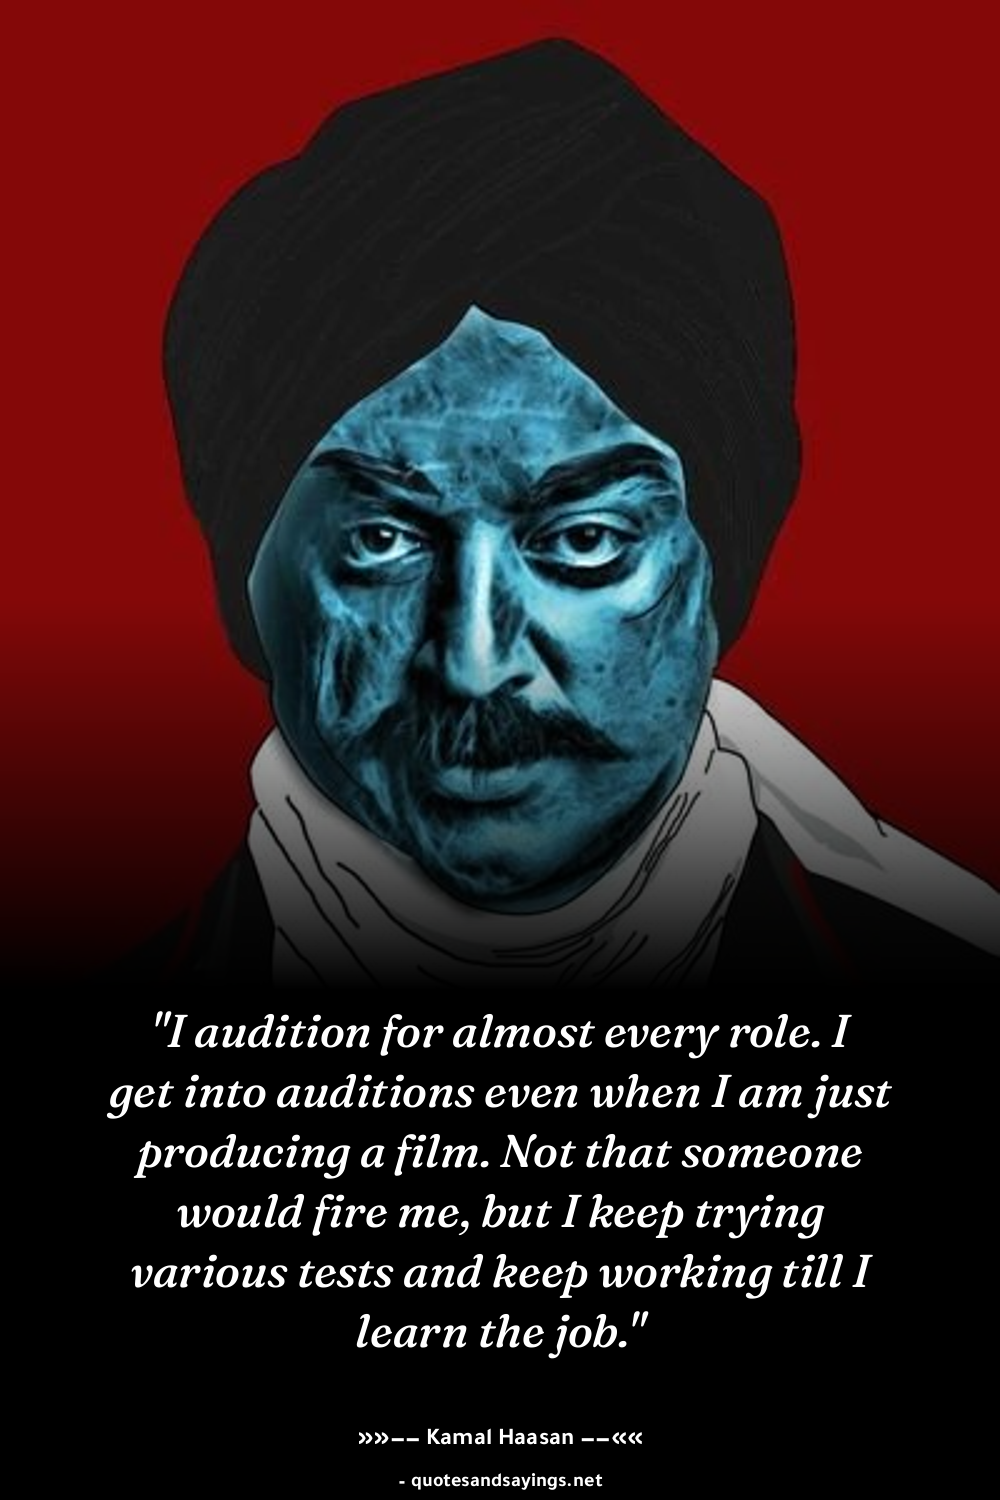 "I audition for almost every role. I
get into auditions even when I am just
producing a film. Not that someone
would fire me, but I keep trying
various tests and keep working till I
learn the job."
»»−− Kamal Haasan −−««
- quotesandsayings.net